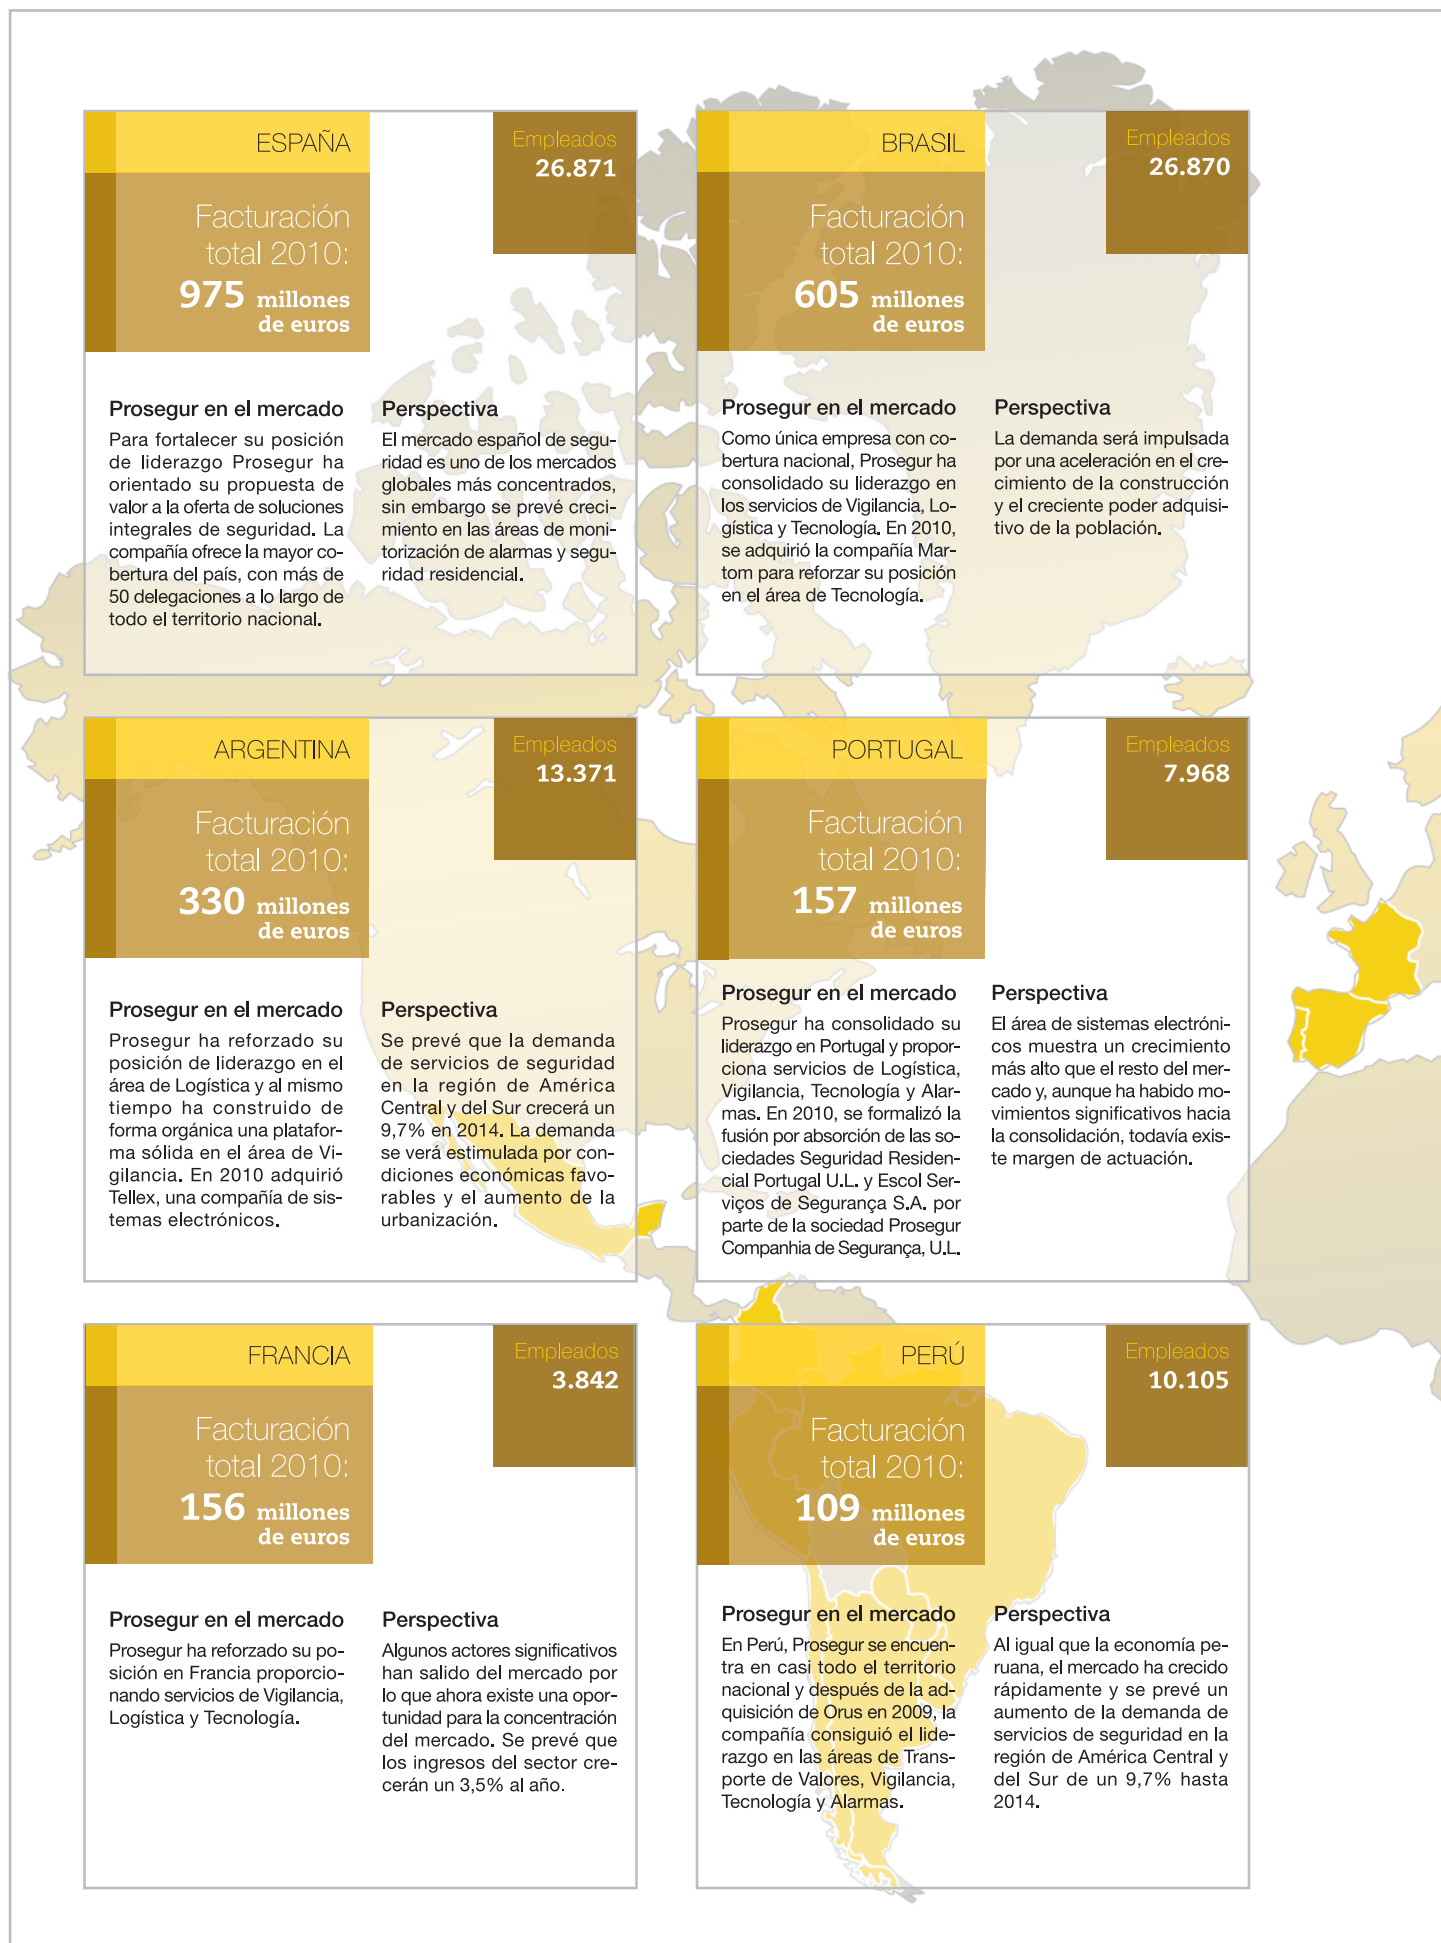 ESPAÑA
Empleados
26.871
Facturación
total 2010:
975 millones
de euros
Prosegur en el mercado
Para fortalecer su posición
de liderazgo Prosegur ha
orientado su propuesta de
valor a la oferta de soluciones
integrales de seguridad. La
compañía ofrece la mayor co-
bertura del país, con más de
50 delegaciones a lo largo de
todo el territorio nacional.
Perspectiva
El mercado español de segu-
ridad es uno de los mercados
globales más concentrados,
sin embargo se prevé creci-
miento en las áreas de moni-
torización de alarmas y segu-
ridad residencial.
BRASIL
Empleados
26.870
Facturación
total 2010:
605 millones
de euros
Prosegur en el mercado
Como única empresa con co-
bertura nacional, Prosegur ha
consolidado su liderazgo en
los servicios de Vigilancia, Lo-
gística y Tecnología. En 2010,
se adquirió la compañía Mar-
tom para reforzar su posición
en el área de Tecnología.
Perspectiva
La demanda será impulsada
por una aceleración en el cre-
cimiento de la construcción
y el creciente poder adquisi-
tivo de la población.
ARGENTINA
Empleados
13.371
Facturación
total 2010:
330 millones
de euros
Prosegur en el mercado
Prosegur ha reforzado su
posición de liderazgo en el
área de Logística y al mismo
tiempo ha construido de
forma orgánica una platafor-
ma sólida en el área de Vi-
gilancia. En 2010 adquirió
Tellex, una compañía de sis-
temas electrónicos.
Perspectiva
Se prevé que la demanda
de servicios de seguridad
en la región de América
Central y del Sur crecerá un
9,7% en 2014. La demanda
se verá estimulada por con-
diciones económicas favo-
rables y el aumento de la
urbanización.
PORTUGAL
Empleados
7.968
Facturación
total 2010:
157 millones
de euros
Prosegur en el mercado
Prosegur ha consolidado su
liderazgo en Portugal y propor-
ciona servicios de Logística,
Vigilancia, Tecnología y Alar-
mas. En 2010, se formalizó la
fusión por absorción de las so-
ciedades Seguridad Residen-
cial Portugal U.L. y Escol Ser-
viços de Segurança S.A. por
parte de la sociedad Prosegur
Companhia de Segurança, U.L.
Perspectiva
El área de sistemas electróni-
cos muestra un crecimiento
más alto que el resto del mer-
cado y, aunque ha habido mo-
vimientos significativos hacia
la consolidación, todavía exis-
te margen de actuación.
FRANCIA
Empleados
3.842
Facturación
total 2010:
156 millones
de euros
Prosegur en el mercado
Prosegur ha reforzado su po-
sición en Francia proporcio-
nando servicios de Vigilancia,
Logística y Tecnología.
Perspectiva
Algunos actores significativos
han salido del mercado por
lo que ahora existe una opor-
tunidad para la concentración
del mercado. Se prevé que
los ingresos del sector cre-
cerán un 3,5% al año.
PERÚ
Empleados
10.105
Facturación
total 2010:
109 millones
de euros
Prosegur en el mercado
En Perú, Prosegur se encuen-
tra en casi todo el territorio
nacional y después de la ad-
quisición de Orus en 2009, la
compañía consiguió el lide-
razgo en las áreas de Trans-
porte de Valores, Vigilancia,
Tecnología y Alarmas.
Perspectiva
Al igual que la economía pe-
ruana, el mercado ha crecido
rápidamente y se prevé un
aumento de la demanda de
servicios de seguridad en la
región de América Central y
del Sur de un 9,7% hasta
2014.